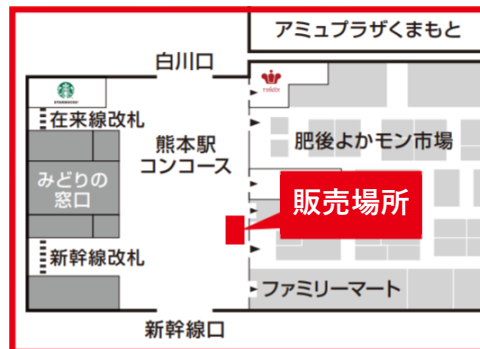 アミュプラザくまもと
白川口
在来線改札
熊本駅
コンコース
肥後よかモン市場
みどりの
窓口
販売場所
新幹線改札
ファミリーマート
新幹線口